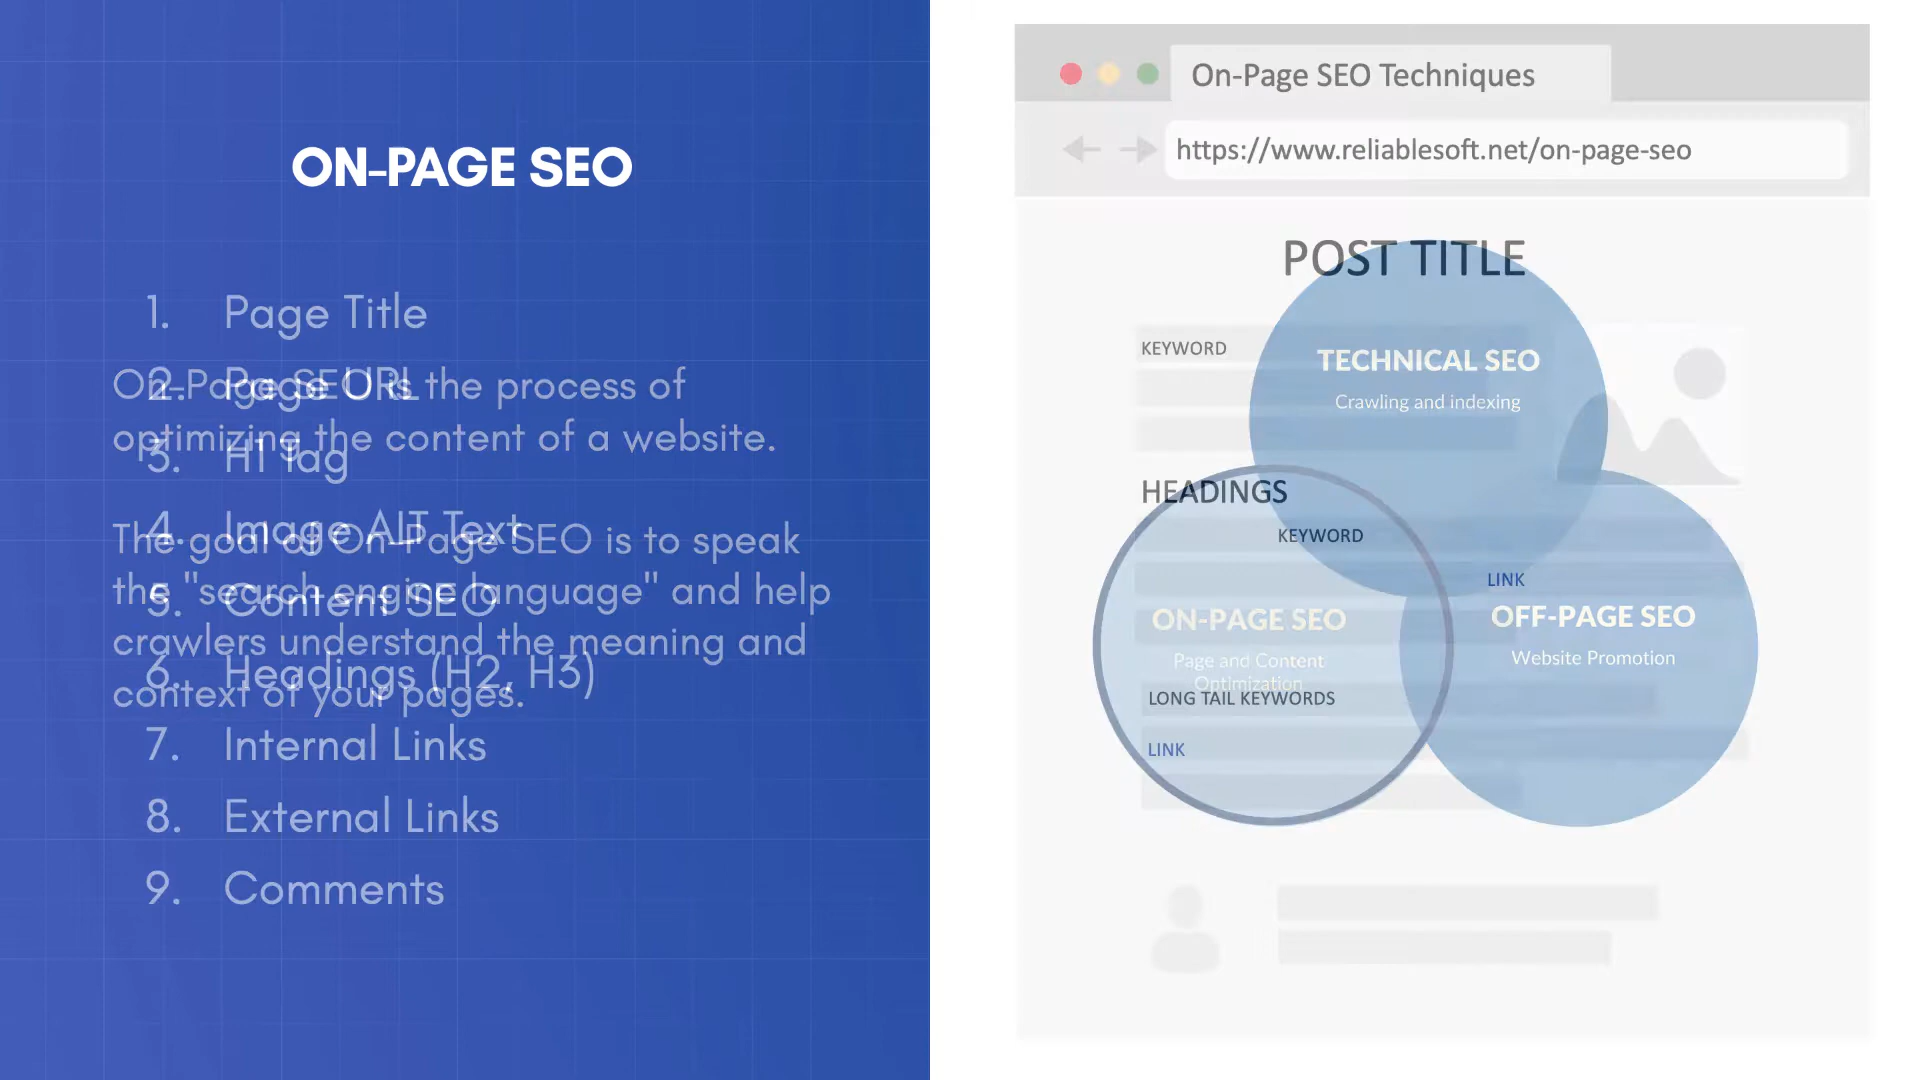 ON-PAGE SEO
1. Page Title
2. Page URL
3. H1 Tag
4. Image ALT Text
5. Content SEO
6. Headings (H2, H3)
7. Internal Links
8. External Links
9. Comments
On-Page SEO is the process of
optimizing the content of a website.
The goal of On-Page SEO is to speak
the "search engine language" and help
crawlers understand the meaning and
context of your pages.
On-Page SEO Techniques
https://www.reliablesoft.net/on-page-seo
POST TITLE
KEYWORD
HEADINGS
KEYWORD
LINK
LONG TAIL KEYWORDS
LINK
TECHNICAL SEO
Crawling and indexing
ON-PAGE SEO
Page and Content
Optimization
OFF-PAGE SEO
Website Promotion